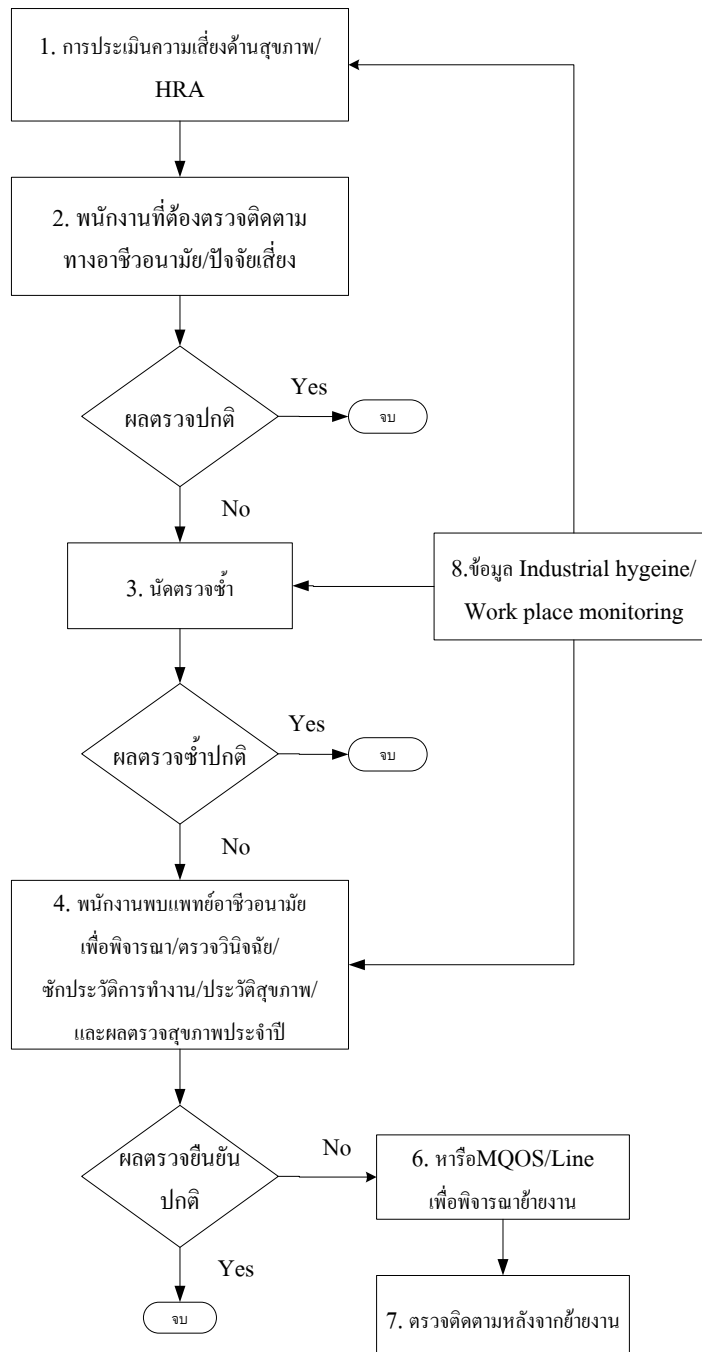 1. การประเมินความเสี่ยงด้านสุขภาพ/
HRA
2. พนักงานที่ต้องตรวจติดตาม
ทางอาชีวอนามัย/ปัจจัยเสี่ยง
ผลตรวจปกติ
Yes
จบ
No
3. นัดตรวจซ้ำ
8.ข้อมูล Industrial hygeine/
Work place monitoring
ผลตรวจซ้ำปกติ
Yes
จบ
No
4. พนักงานพบแพทย์อาชีวอนามัย
เพื่อพิจารณา/ตรวจวินิจฉัย/
ซักประวัติการทำงาน/ประวัติสุขภาพ/
และผลตรวจสุขภาพประจำปี
ผลตรวจยืนยัน
ปกติ
No
6. หารือMQOS/Line
เพื่อพิจารณาย้ายงาน
Yes
จบ
7. ตรวจติดตามหลังจากย้ายงาน